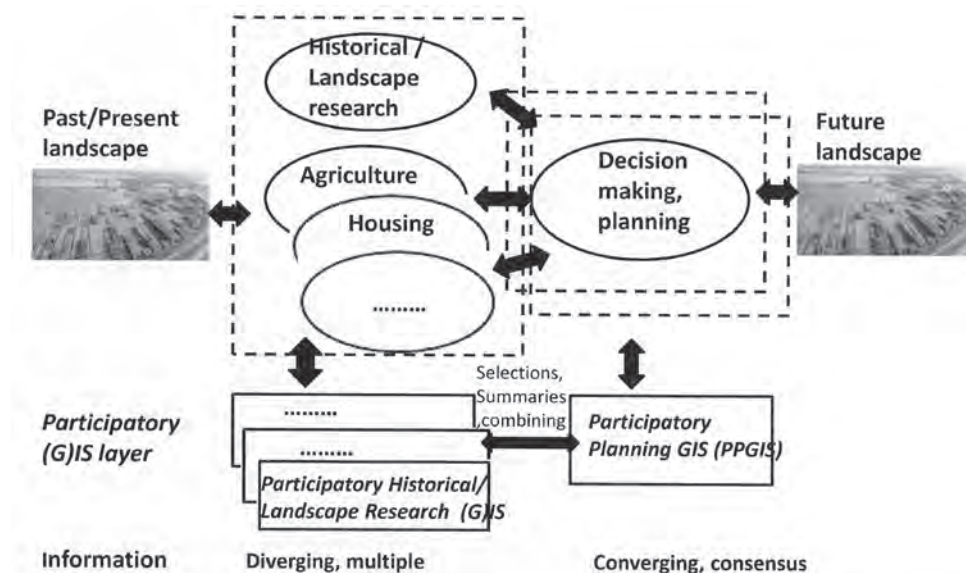 Historical /
Landscape
research
Past/Present
landscape
Agriculture
Housing
.........
Decision
making,
planning
Future
landscape
Selections,
Summaries
,combining
Participatory
(G)IS layer
.........
.........
Participatory Historical/
Landscape Research (G)IS
Participatory
Planning GIS (PPGIS)
Information
Diverging, multiple
Converging, consensus